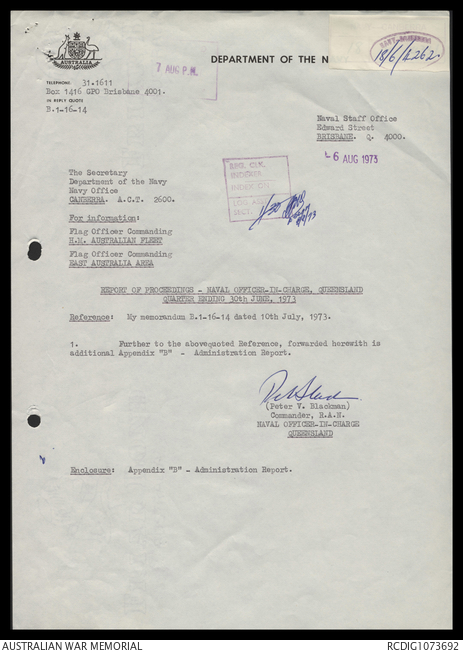 DEPARTMENT OF THE N
18/6/4262
AUSTRALIA
7 AUG P.M.
TELEPHONE: 31.1611
Box 1416 GPO Brisbane 4001.
IN REPLY QUOTE
B.1-16-14
Naval Staff Office
Edward Street
BRISBANE. Q. 4000.
6 AUG 1973
The Secretary
Department of the Navy
Navy Office
CANBERRA. A.C.T. 2600.
For information:
Flag Officer Commanding
H.M. AUSTRALIAN FLEET
Flag Officer Commanding
EAST AUSTRALIA AREA
REPORT OF PROCEEDINGS - NAVAL OFFICER-IN-CHARGE, QUEENSLAND
QUARTER ENDING 30th JUNE, 1973
Reference: My memorandum B.1-16-14 dated 10th July, 1973.
1. Further to the abovequoted Reference, forwarded herewith is
additional Appendix "B" - Administration Report.
(Peter V. Blackman)
Commander, R.A.N.
NAVAL OFFICER-IN-CHARGE
QUEENSLAND
Enclosure: Appendix "B" - Administration Report.
AUSTRALIAN WAR MEMORIAL
RCDIG1073692